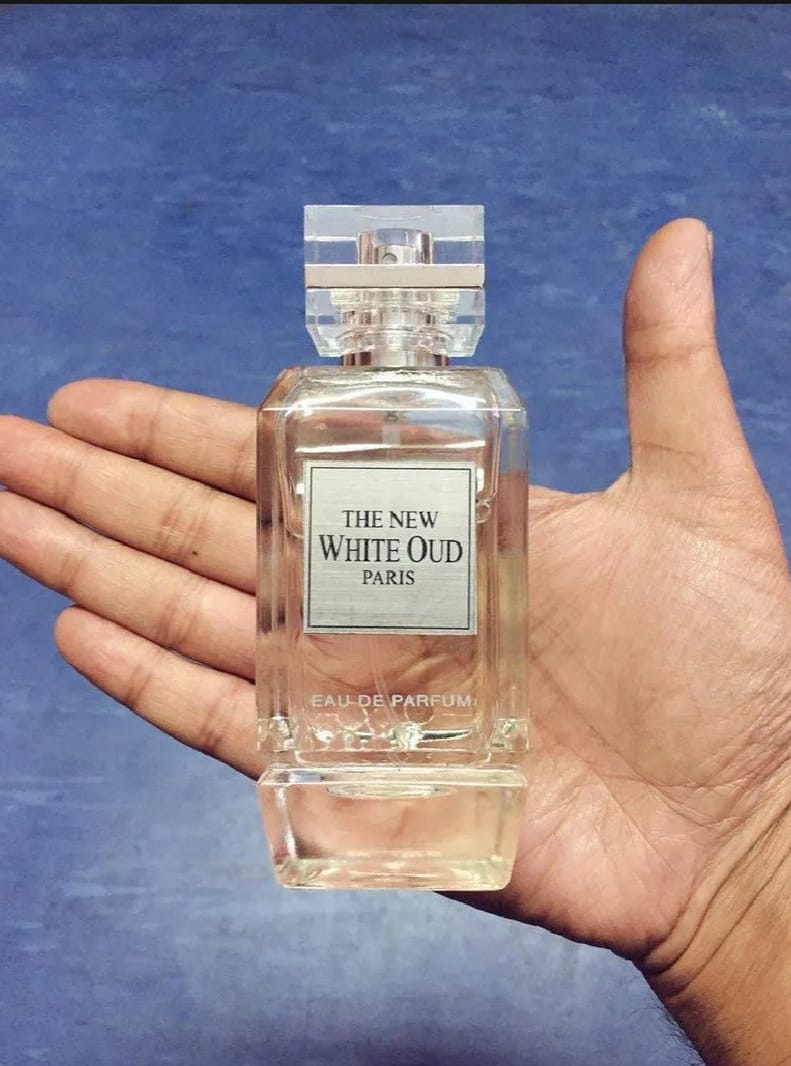 THE NEW
WHITE OUD
PARIS
EAU DE PARFUM